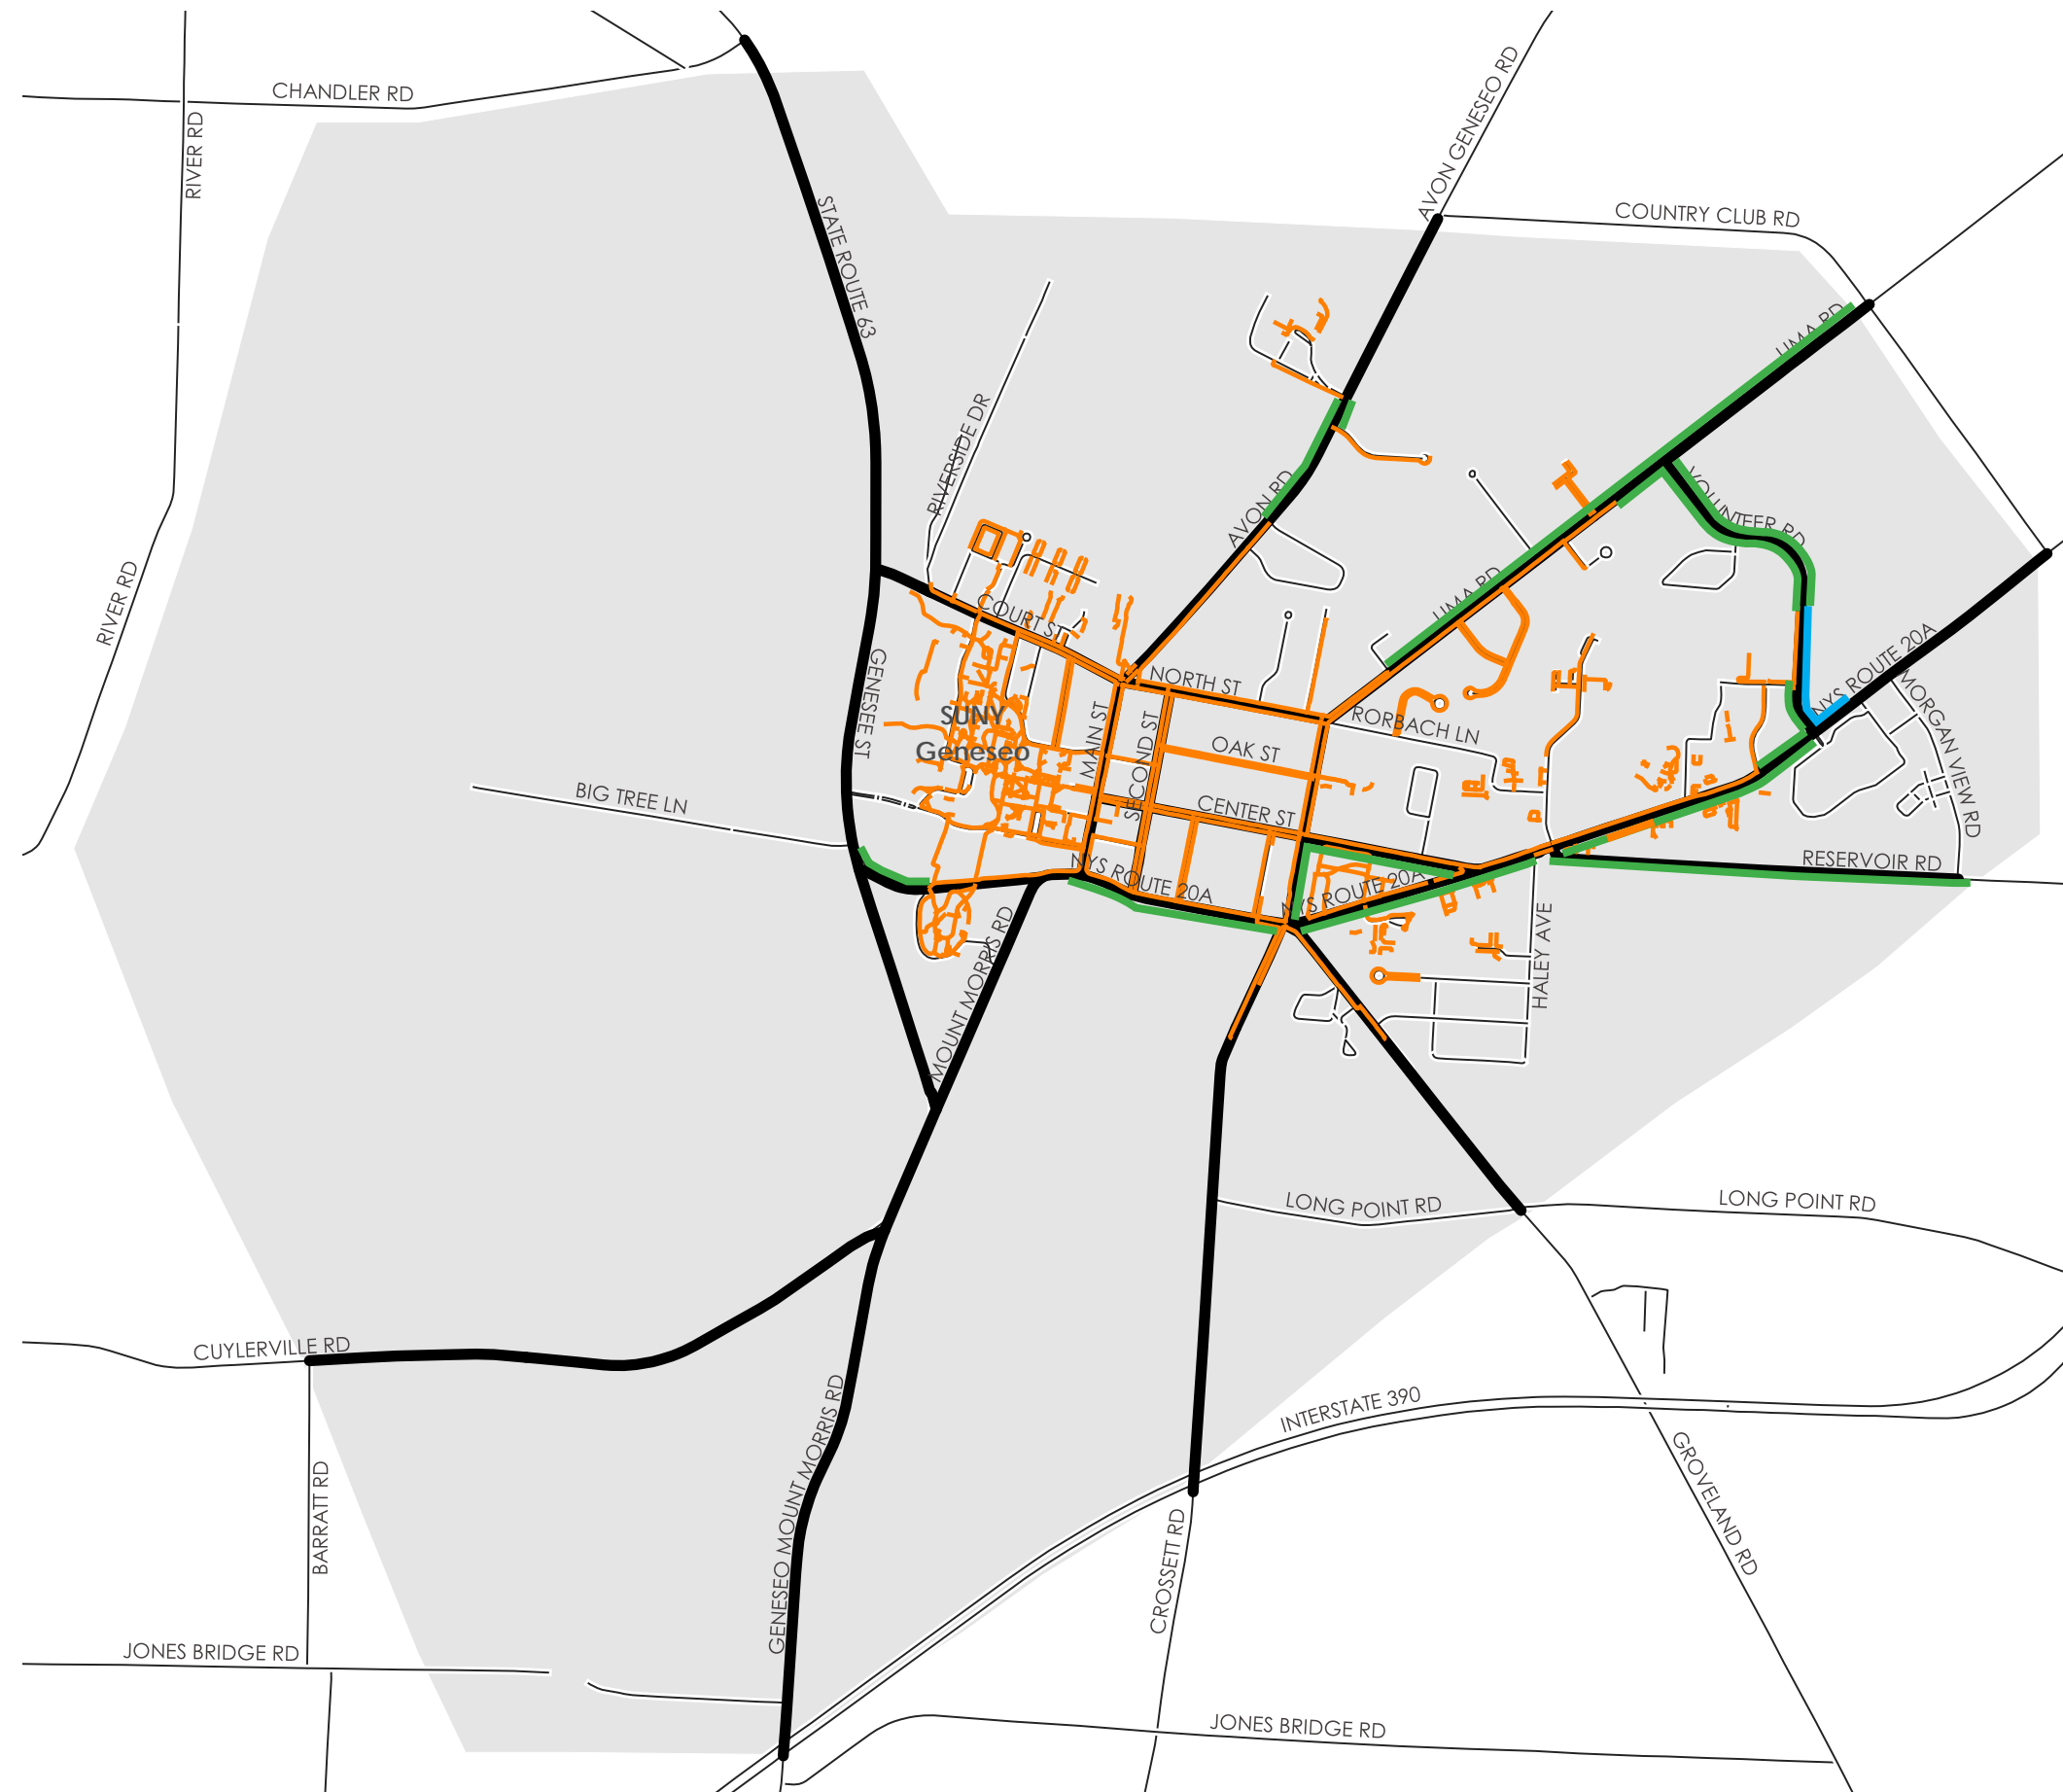 CHANDLER RD
RIVER RD
AVON GENESEO RD
COUNTRY CLUB RD
STATE ROUTE 63
LIMA RD
RIVERSIDE DR
AVON RD
VOLUNTEER RD
RIVER RD
COURT ST
LIMA RD
GENESEE ST
NORTH ST
NYS ROUTE 20A
SUNY
Geneseo
MAIN ST
SECOND ST
OAK ST
RORBACH LN
MORGAN VIEW RD
BIG TREE LN
CENTER ST
NYS ROUTE 20A
NYS ROUTE 20A
RESERVOIR RD
MOUNT MORRIS RD
HALEY AVE
LONG POINT RD
LONG POINT RD
CUYLERVILLE RD
GENESEO MOUNT MORRIS RD
INTERSTATE 390
BARRATT RD
CROSSETT RD
GROVELAND RD
JONES BRIDGE RD
JONES BRIDGE RD